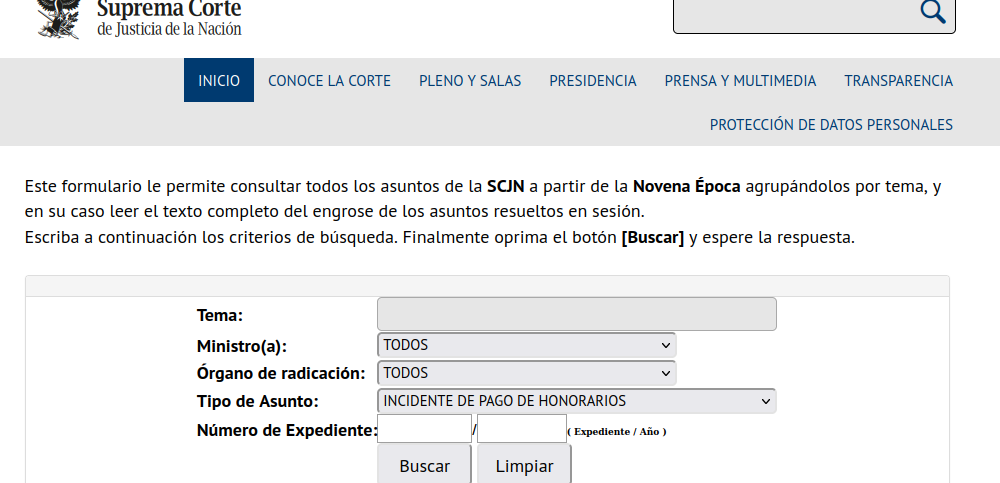 Suprema Corte
de Justicia de la Nación
INICIO CONOCE LA CORTE PLENO Y SALAS PRESIDENCIA PRENSA Y MULTIMEDIA TRANSPARENCIA
PROTECCIÓN DE DATOS PERSONALES
Este formulario le permite consultar todos los asuntos de la SCJN a partir de la Novena Época agrupándolos por tema, y
en su caso leer el texto completo del engrose de los asuntos resueltos en sesión.
Escriba a continuación los criterios de búsqueda. Finalmente oprima el botón [Buscar] y espere la respuesta.
Tema:
Ministro(a): TODOS
Órgano de radicación: TODOS
Tipo de Asunto: INCIDENTE DE PAGO DE HONORARIOS
Número de Expediente: / ( Expediente / Año )
Buscar Limpiar